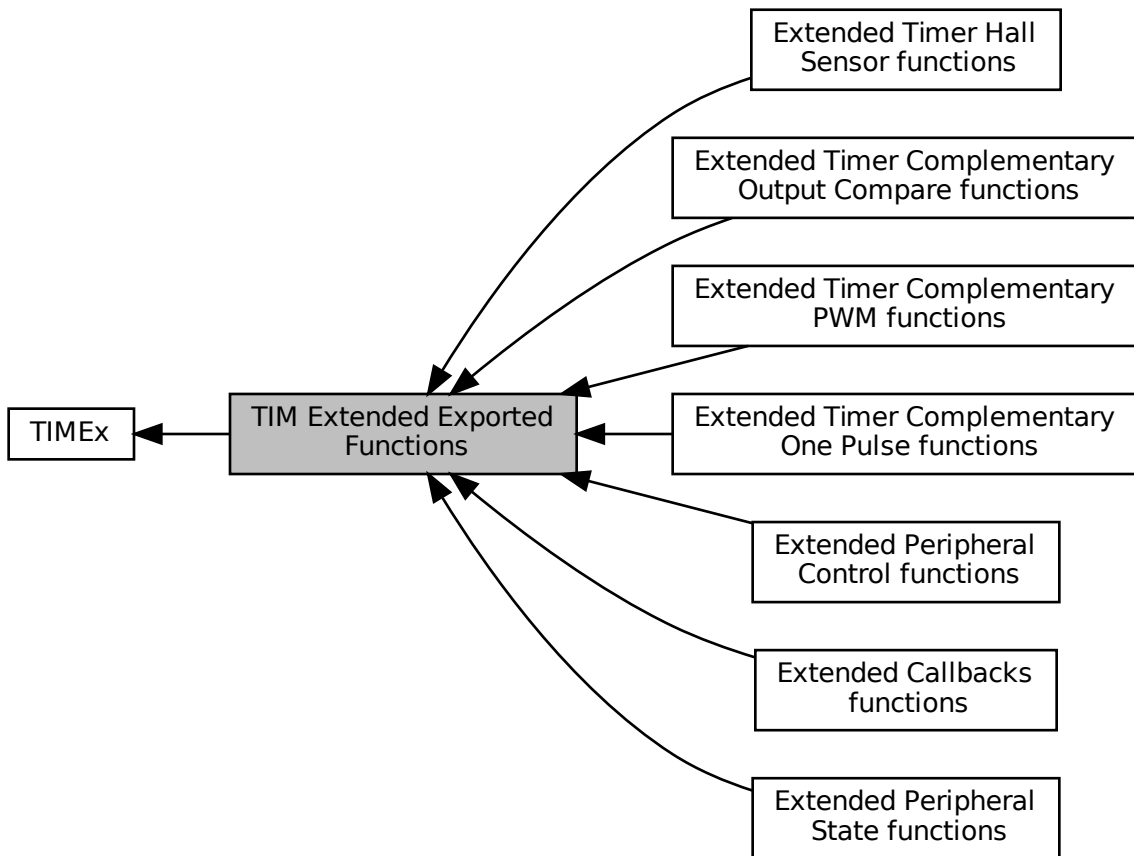 TIMEx
TIM Extended Exported
Functions
Extended Timer Hall
Sensor functions
Extended Timer Complementary
Output Compare functions
Extended Timer Complementary
PWM functions
Extended Timer Complementary
One Pulse functions
Extended Peripheral
Control functions
Extended Callbacks
functions
Extended Peripheral
State functions